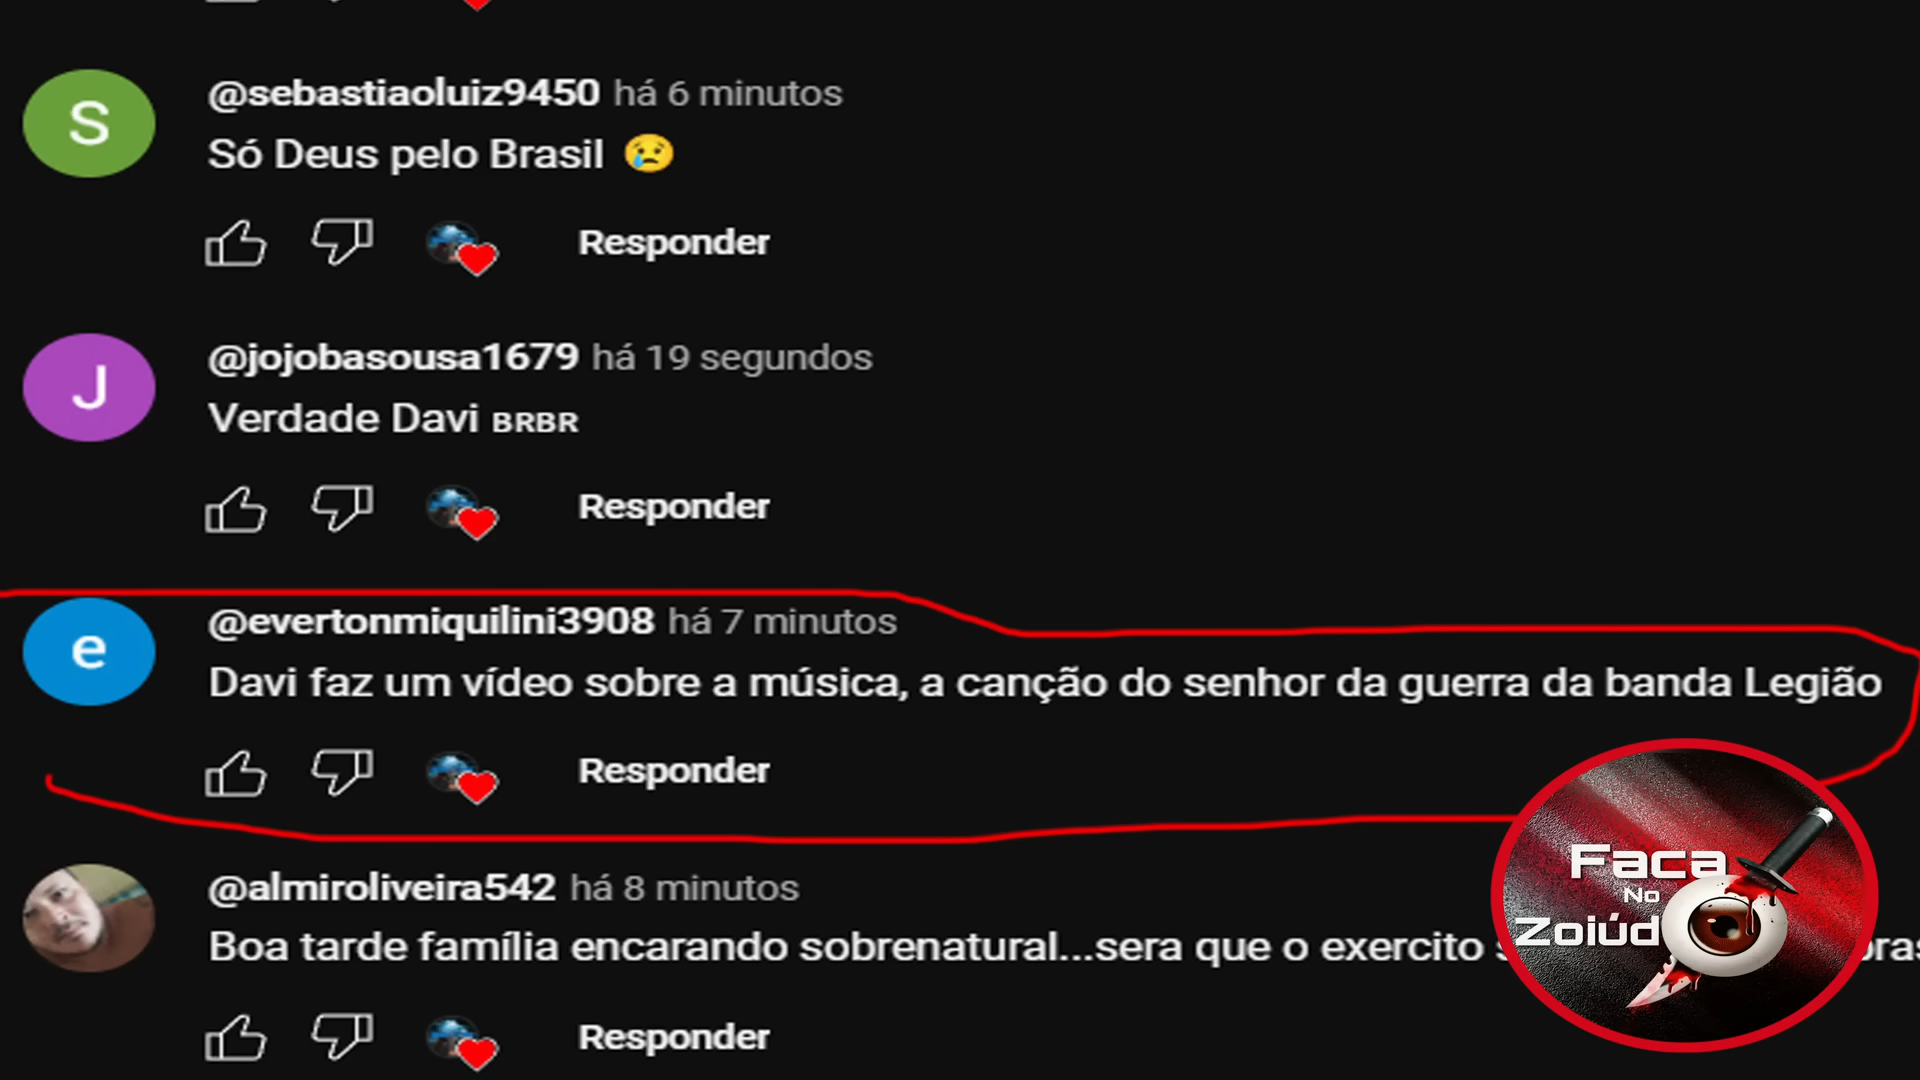 S
@sebastiaoluiz9450 há 6 minutos
Só Deus pelo Brasil 😢
Responder
J
@jojobasousa1679 há 19 segundos
Verdade Davi BRBR
Responder
e
@evertonmiquilini3908 há 7 minutos
Davi faz um vídeo sobre a música, a canção do senhor da guerra da banda Legião
Responder
@almiroliveira542 há 8 minutos
Boa tarde família encarando sobrenatural...sera que o exercito
Responder
Faca
No
Zoiúd